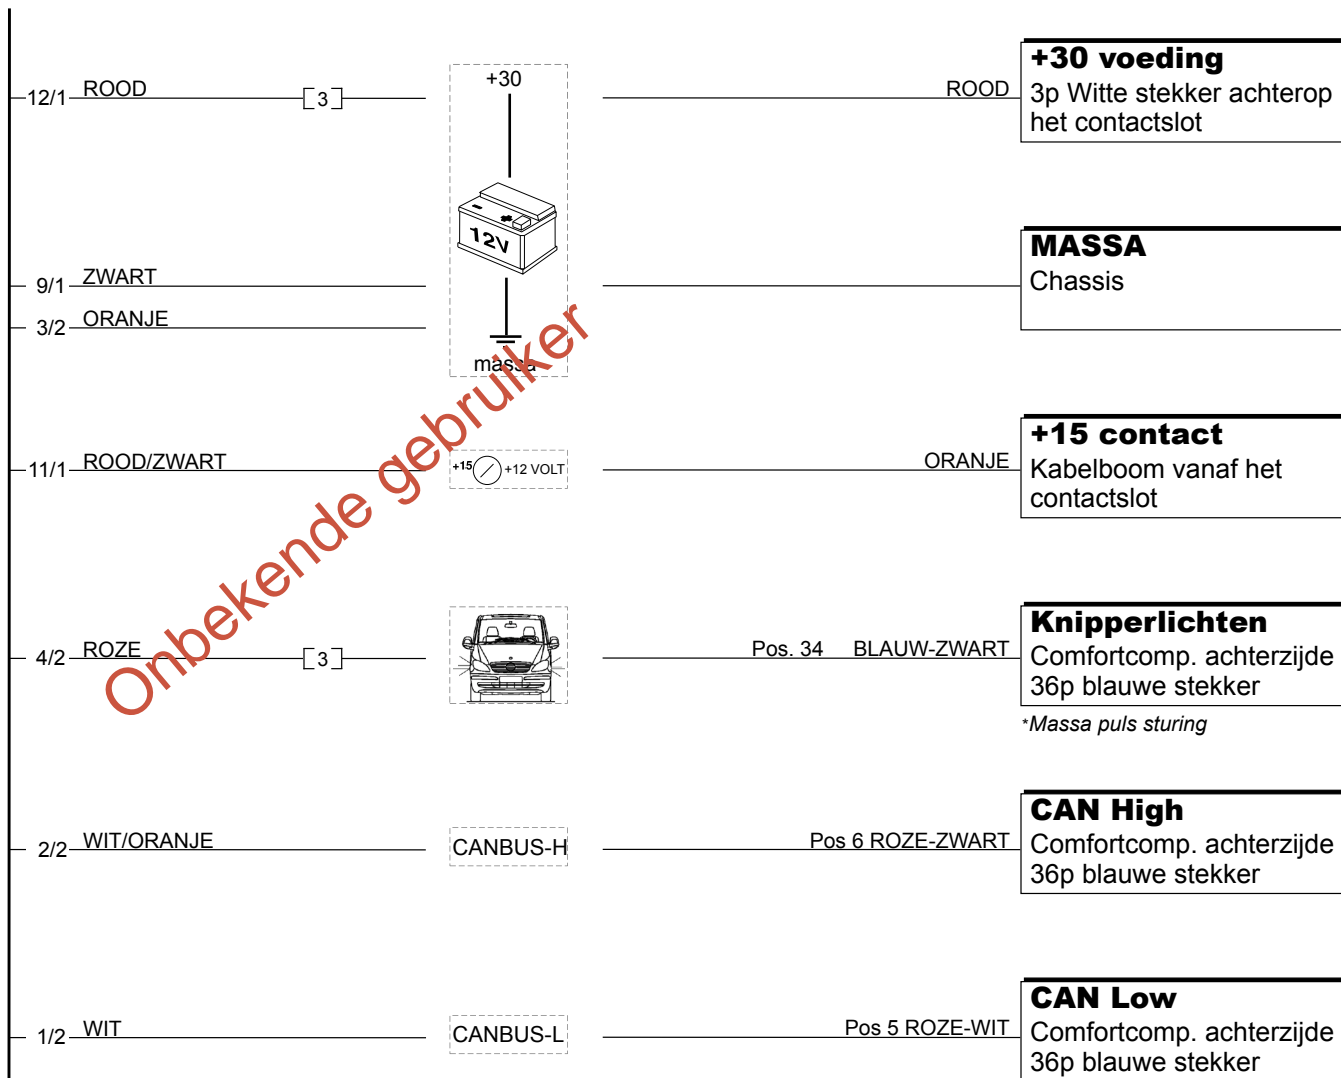 12/1 ROOD [3] +30 ROOD
+30 voeding
3p Witte stekker achterop
het contactslot
12V
9/1 ZWART
MASSA
Chassis
3/2 ORANJE
massa
11/1 ROOD/ZWART +15 +12 VOLT ORANJE
+15 contact
Kabelboom vanaf het
contactslot
Onbekende gebruiker
4/2 ROZE [3] Pos. 34 BLAUW-ZWART
Knipperlichten
Comfortcomp. achterzijde
36p blauwe stekker
*Massa puls sturing
2/2 WIT/ORANJE CANBUS-H Pos 6 ROZE-ZWART
CAN High
Comfortcomp. achterzijde
36p blauwe stekker
1/2 WIT CANBUS-L Pos 5 ROZE-WIT
CAN Low
Comfortcomp. achterzijde
36p blauwe stekker